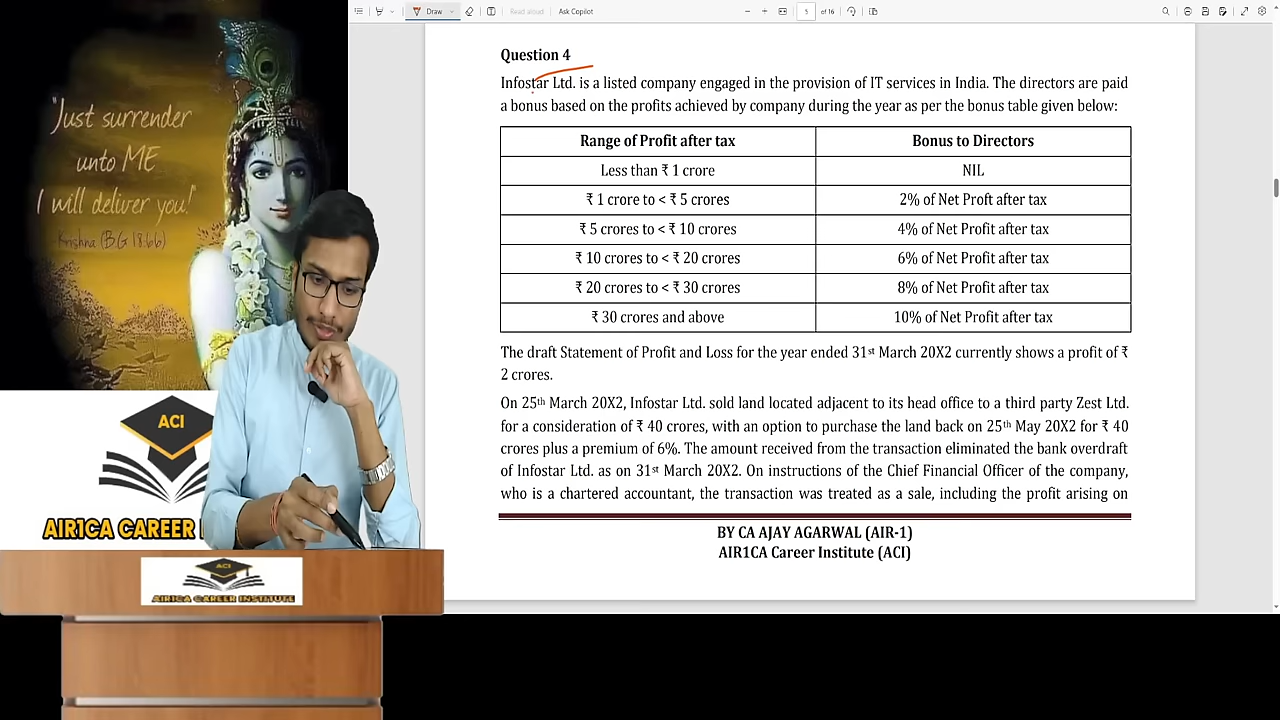 Draw
Read aloud
Ask Copilot
5
of 16
"Just surrender
unto ME
I will deliver you!"
- Krishna (BG 18:66)
ACI
AIR1CA CAREER I
AIR1CA CAREER INSTITUTE
Question 4
Infostar Ltd. is a listed company engaged in the provision of IT services in India. The directors are paid
a bonus based on the profits achieved by company during the year as per the bonus table given below:
Range of Profit after tax Bonus to Directors
Less than ₹ 1 crore NIL
₹ 1 crore to < ₹ 5 crores 2% of Net Proft after tax
₹ 5 crores to < ₹ 10 crores 4% of Net Profit after tax
₹ 10 crores to < ₹ 20 crores 6% of Net Profit after tax
₹ 20 crores to < ₹ 30 crores 8% of Net Profit after tax
₹ 30 crores and above 10% of Net Profit after tax
The draft Statement of Profit and Loss for the year ended 31st March 20X2 currently shows a profit of ₹
2 crores.
On 25th March 20X2, Infostar Ltd. sold land located adjacent to its head office to a third party Zest Ltd.
for a consideration of ₹ 40 crores, with an option to purchase the land back on 25th May 20X2 for ₹ 40
crores plus a premium of 6%. The amount received from the transaction eliminated the bank overdraft
of Infostar Ltd. as on 31st March 20X2. On instructions of the Chief Financial Officer of the company,
who is a chartered accountant, the transaction was treated as a sale, including the profit arising on
BY CA AJAY AGARWAL (AIR-1)
AIR1CA Career Institute (ACI)